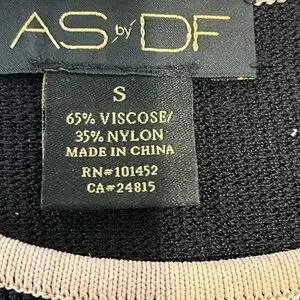 AS by DF
S
65% VISCOSE/
35% NYLON
MADE IN CHINA
RN#101452
CA#24815